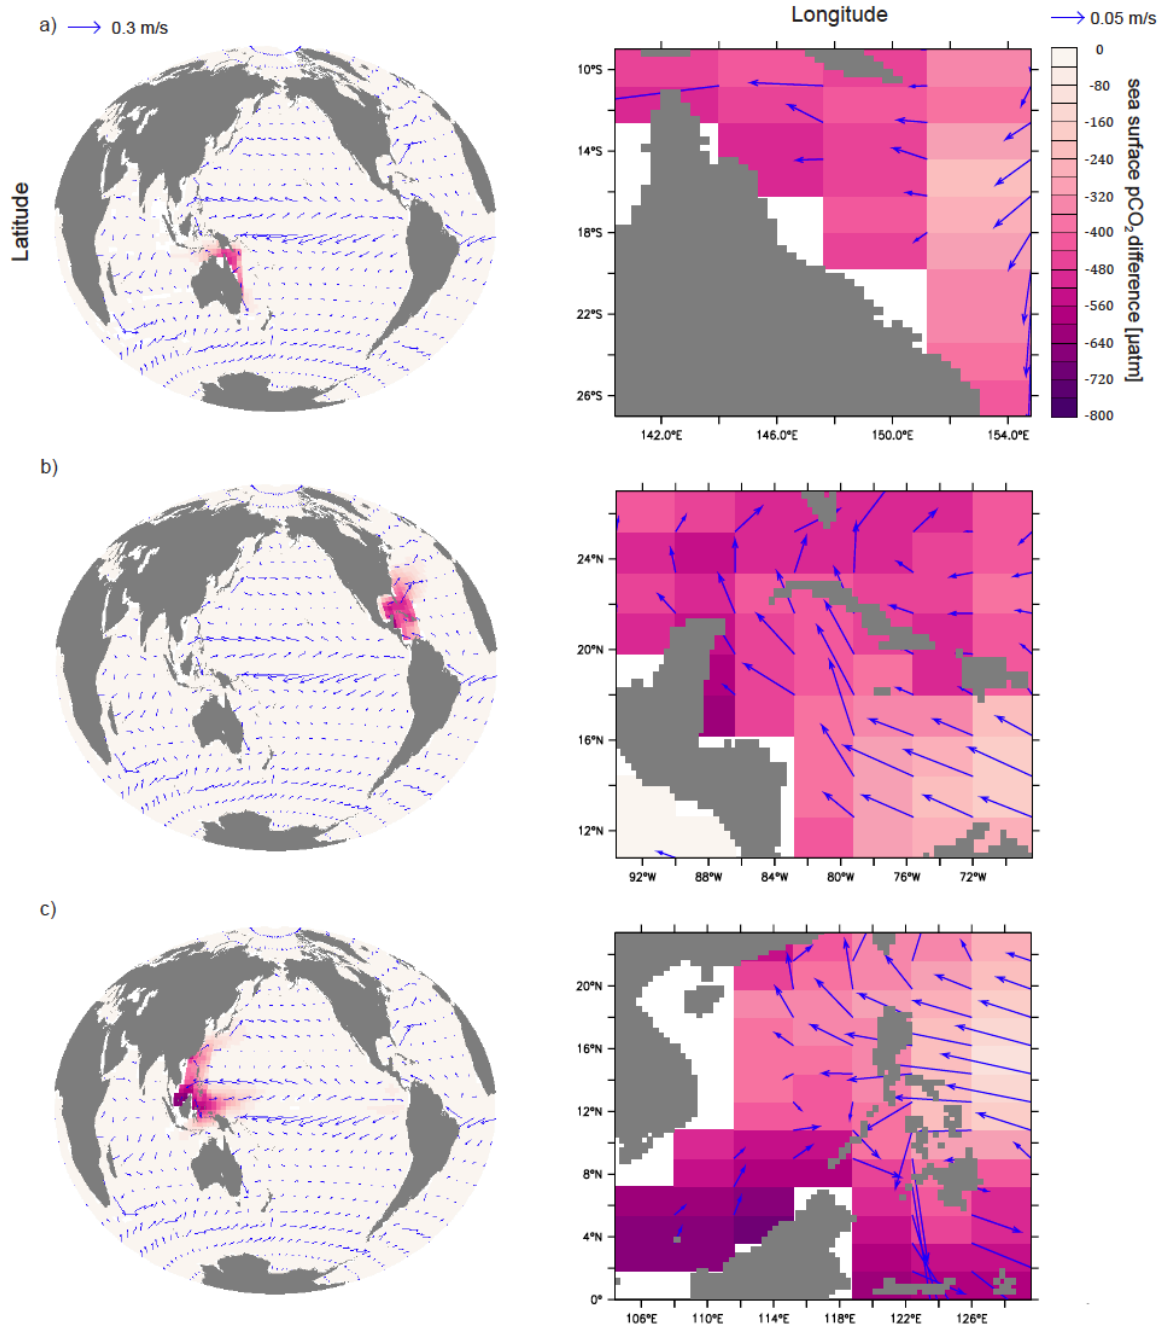 a) 0.3 m/s
Longitude
0.05 m/s
Latitude
10°S
14°S
18°S
22°S
26°S
142.0°E 146.0°E 150.0°E 154.0°E
0
-80
-160
-240
-320
-400
-480
-560
-640
-720
-800
sea surface pCO₂ difference [µatm]
b)
24°N
20°N
16°N
12°N
92°W 88°W 84°W 80°W 76°W 72°W
c)
20°N
16°N
12°N
8°N
4°N
0°
106°E 110°E 114°E 118°E 122°E 126°E